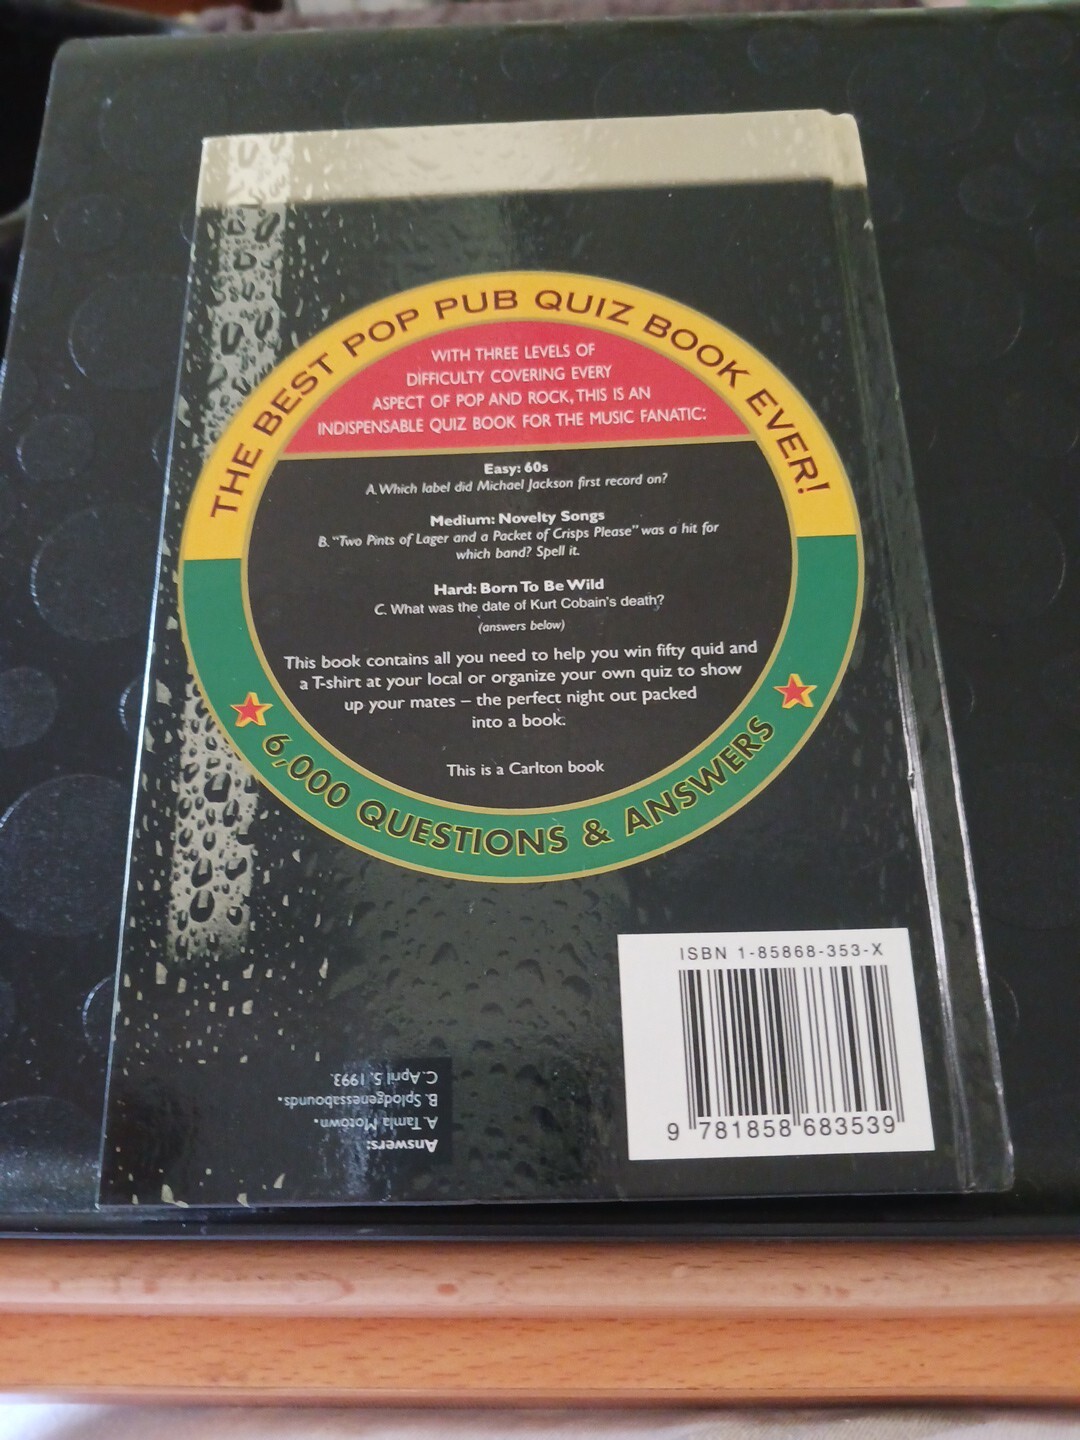 THE BEST POP PUB QUIZ BOOK EVER!
WITH THREE LEVELS OF
DIFFICULTY COVERING EVERY
ASPECT OF POP AND ROCK, THIS IS AN
INDISPENSABLE QUIZ BOOK FOR THE MUSIC FANATIC:
Easy: 60s
A. Which label did Michael Jackson first record on?
Medium: Novelty Songs
B. "Two Pints of Lager and a Packet of Crisps Please" was a hit for
which band? Spell it.
Hard: Born To Be Wild
C. What was the date of Kurt Cobain's death?
(answers below)
This book contains all you need to help you win fifty quid and
a T-shirt at your local or organize your own quiz to show
up your mates – the perfect night out packed
into a book.
This is a Carlton book
6,000 QUESTIONS & ANSWERS
ISBN 1-85868-353-X
9 781858 683539
Answers:
A. Tamla Motown.
B. Splodgenessabounds.
C. April 5, 1993.